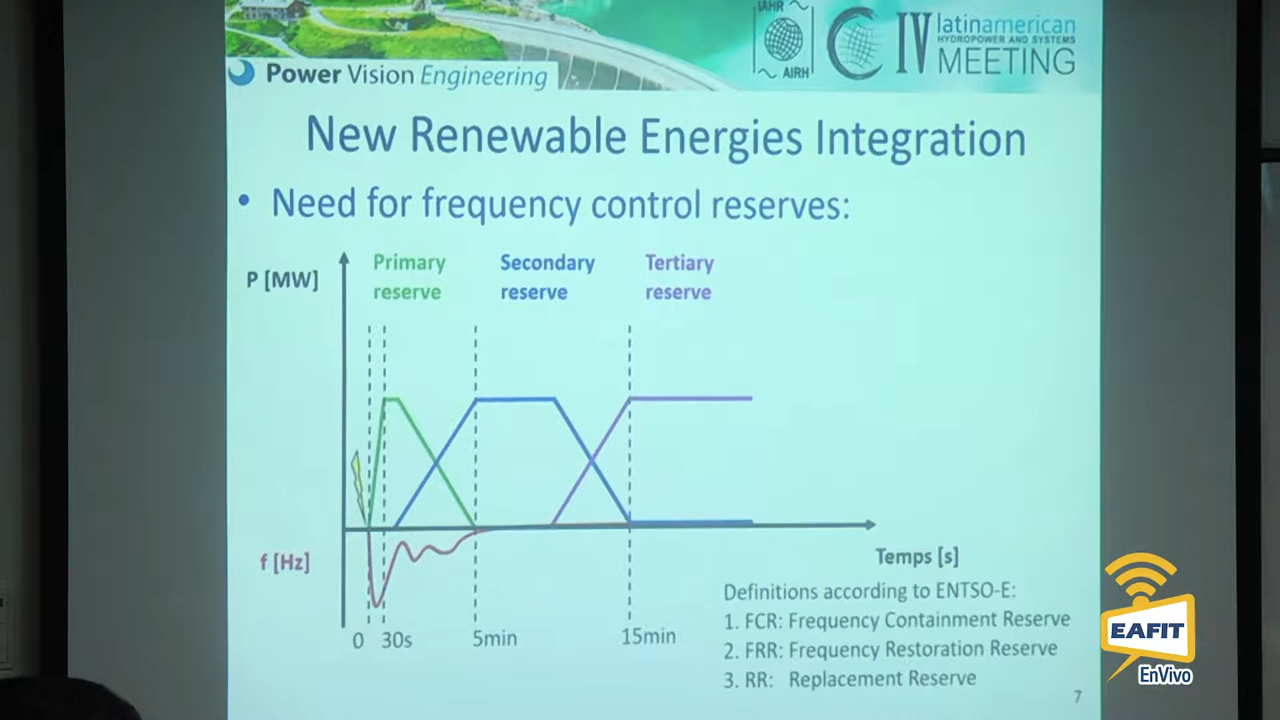 IAHR
AIRH
IV latinamerican
HYDROPOWER AND SYSTEMS
MEETING
Power Vision Engineering
New Renewable Energies Integration
• Need for frequency control reserves:
P [MW]
Primary
reserve
Secondary
reserve
Tertiary
reserve
f [Hz]
Temps [s]
0 30s 5min 15min
Definitions according to ENTSO-E:
1. FCR: Frequency Containment Reserve
2. FRR: Frequency Restoration Reserve
3. RR: Replacement Reserve
7
EAFIT
EnVivo